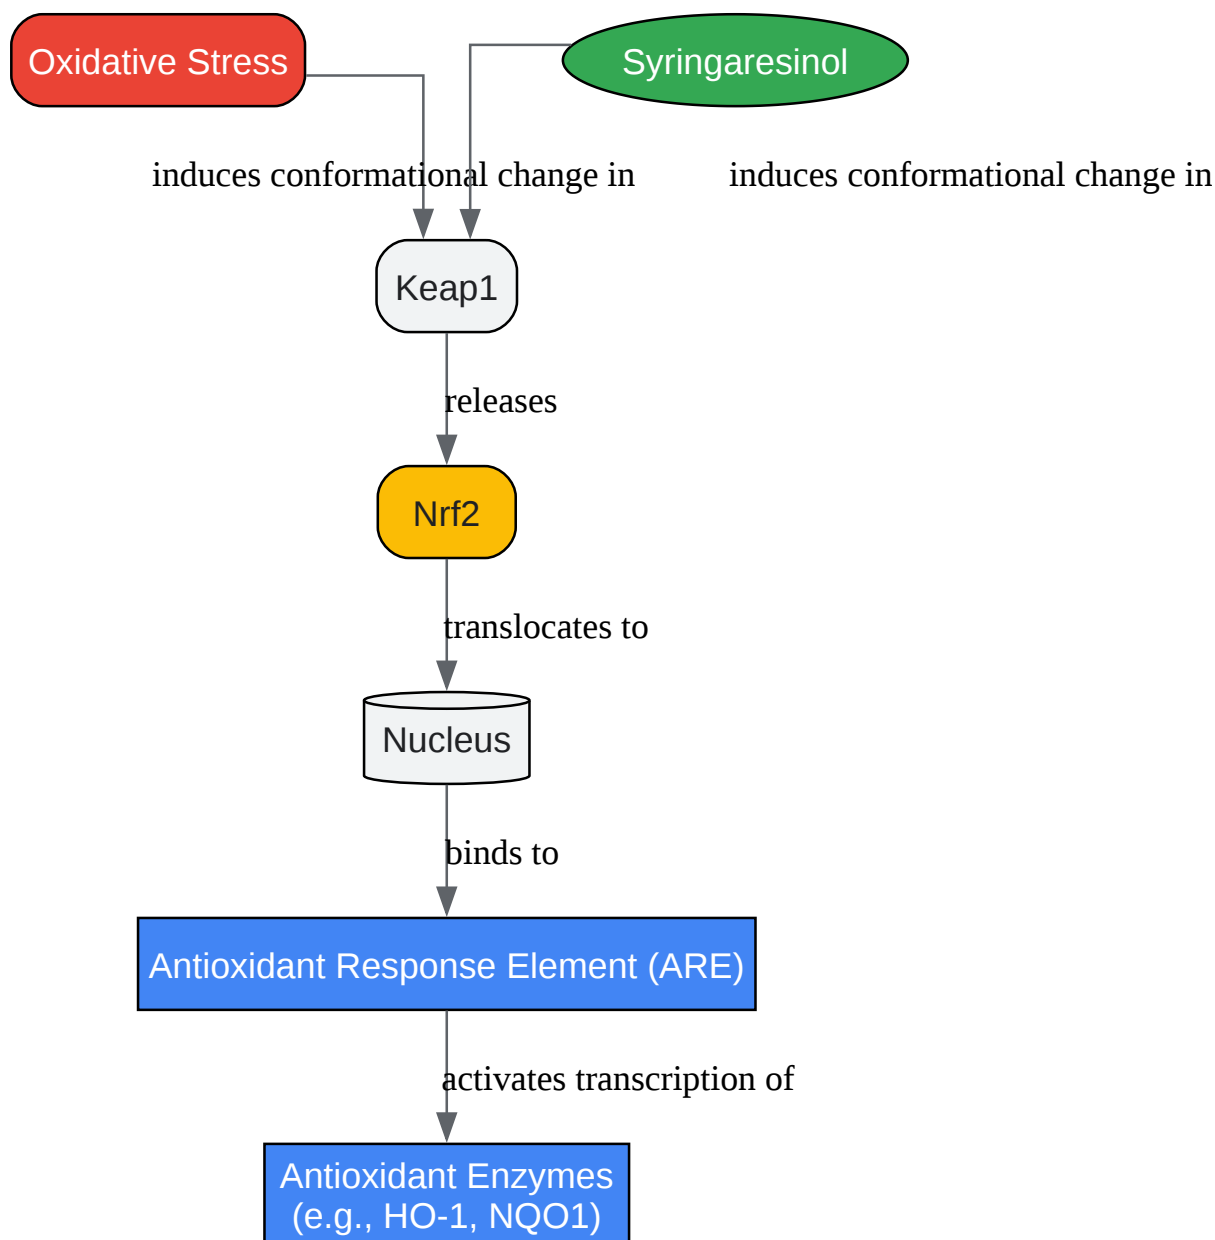 Oxidative Stress
Syringaresinol
induces conformational change in
induces conformational change in
Keap1
releases
Nrf2
translocates to
Nucleus
binds to
Antioxidant Response Element (ARE)
activates transcription of
Antioxidant Enzymes
(e.g., HO-1, NQO1)